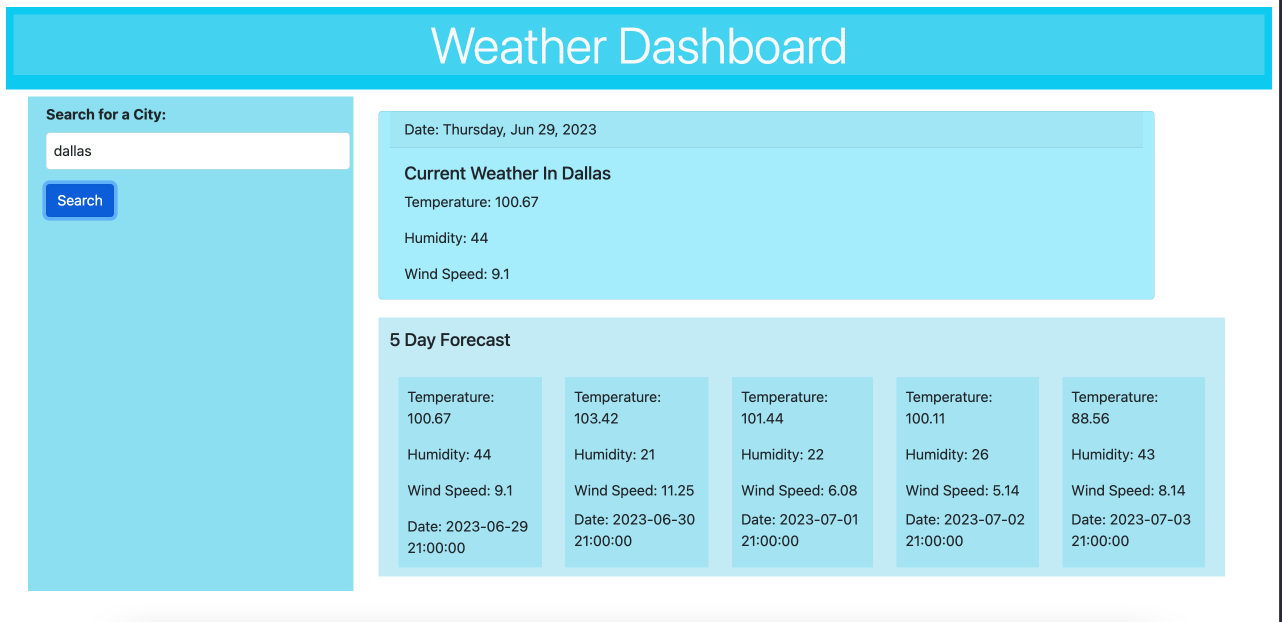 Weather Dashboard
Search for a City:
dallas
Search
Date: Thursday, Jun 29, 2023
Current Weather In Dallas
Temperature: 100.67
Humidity: 44
Wind Speed: 9.1
5 Day Forecast
Temperature:
100.67
Humidity: 44
Wind Speed: 9.1
Date: 2023-06-29
21:00:00
Temperature:
103.42
Humidity: 21
Wind Speed: 11.25
Date: 2023-06-30
21:00:00
Temperature:
101.44
Humidity: 22
Wind Speed: 6.08
Date: 2023-07-01
21:00:00
Temperature:
100.11
Humidity: 26
Wind Speed: 5.14
Date: 2023-07-02
21:00:00
Temperature:
88.56
Humidity: 43
Wind Speed: 8.14
Date: 2023-07-03
21:00:00